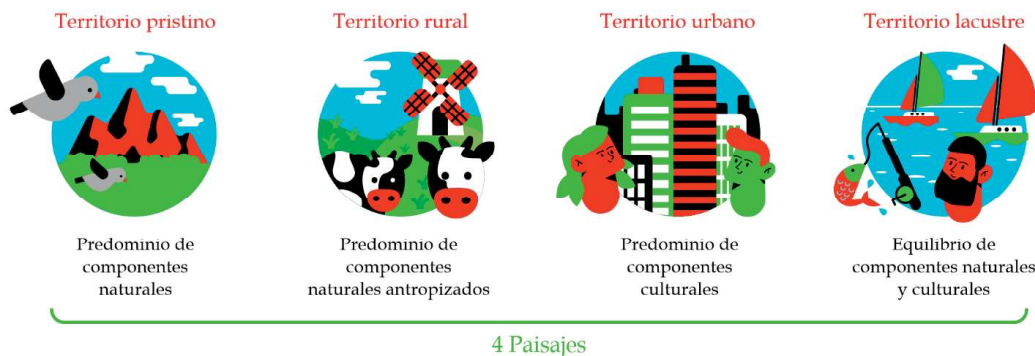 Territorio pristino
Territorio rural
Territorio urbano
Territorio lacustre
Predominio de
componentes
naturales
Predominio de
componentes
naturales antropizados
Predominio de
componentes
culturales
Equilibrio de
componentes naturales
y culturales
4 Paisajes